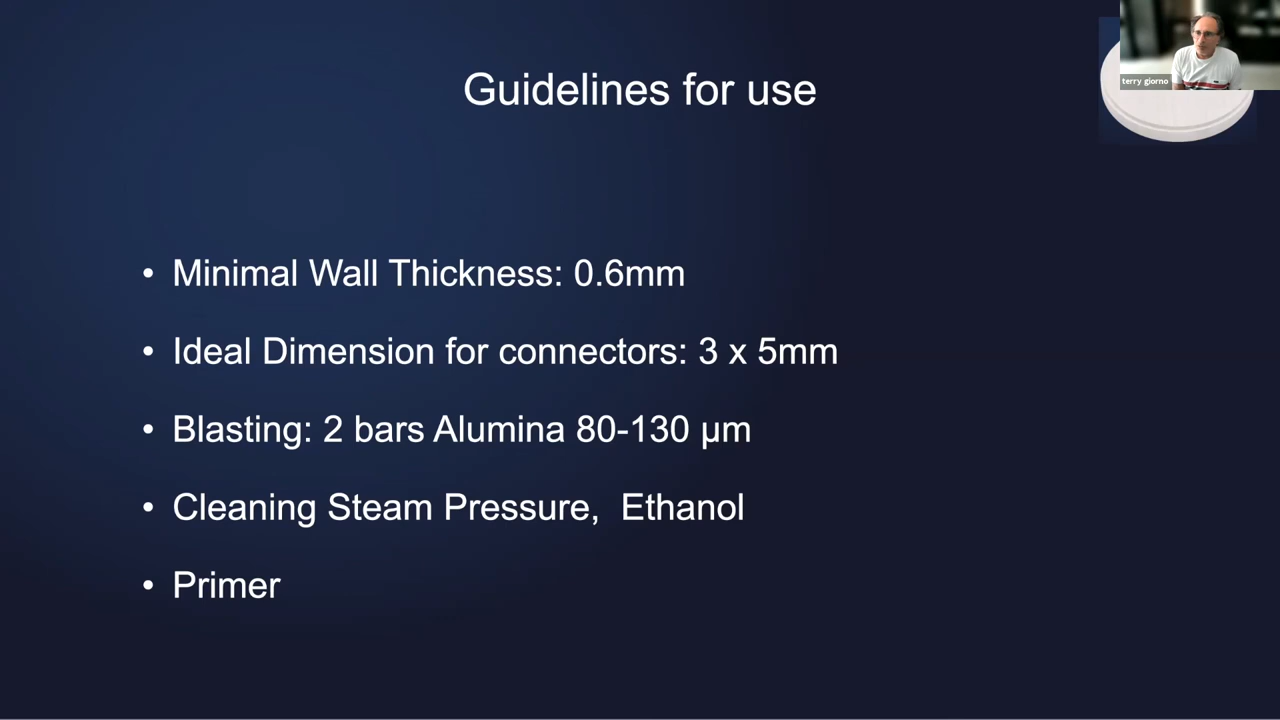 Guidelines for use
terry giorno
• Minimal Wall Thickness: 0.6mm
• Ideal Dimension for connectors: 3 x 5mm
• Blasting: 2 bars Alumina 80-130 µm
• Cleaning Steam Pressure,  Ethanol
• Primer